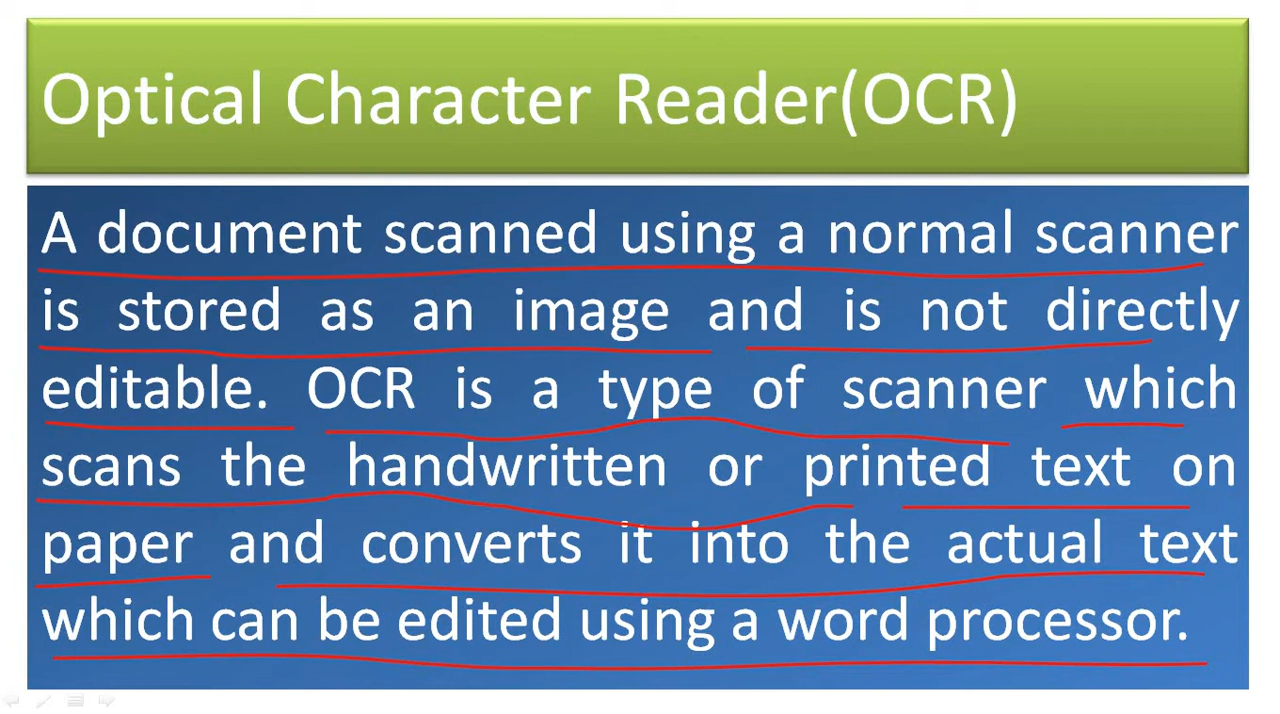 Optical Character Reader(OCR)
A document scanned using a normal scanner
is stored as an image and is not directly
editable. OCR is a type of scanner which
scans the handwritten or printed text on
paper and converts it into the actual text
which can be edited using a word processor.